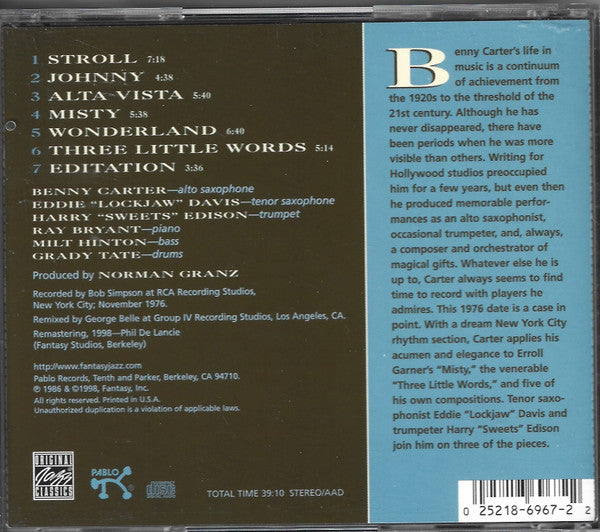 1 STROLL 7:18
2 JOHNNY 4:38
3 ALTA VISTA 5:40
4 MISTY 5:38
5 WONDERLAND 6:40
6 THREE LITTLE WORDS 5:14
7 EDITATION 3:36
BENNY CARTER—alto saxophone
EDDIE “LOCKJAW” DAVIS—tenor saxophone
HARRY “SWEETS” EDISON—trumpet
RAY BRYANT—piano
MILT HINTON—bass
GRADY TATE—drums
Produced by NORMAN GRANZ
Recorded by Bob Simpson at RCA Recording Studios,
New York City; November 1976.
Remixed by George Belle at Group IV Recording Studios, Los Angeles, CA.
Remastering, 1998—Phil De Lancie
(Fantasy Studios, Berkeley)
http://www.fantasyjazz.com
Pablo Records, Tenth and Parker, Berkeley, CA 94710.
℗ 1986 & ©1998, Fantasy, Inc.
All rights reserved. Printed in U.S.A.
Unauthorized duplication is a violation of applicable laws.
ORIGINAL
Jazz
CLASSICS
PABLO
COMPACT
disc
DIGITAL AUDIO
TOTAL TIME 39:10 STEREO/AAD
Benny Carter’s life in
music is a continuum
of achievement from
the 1920s to the threshold of the
21st century. Although he has
never disappeared, there have
been periods when he was more
visible than others. Writing for
Hollywood studios preoccupied
him for a few years, but even then
he produced memorable perfor-
mances as an alto saxophonist,
occasional trumpeter, and, always,
a composer and orchestrator of
magical gifts. Whatever else he is
up to, Carter always seems to find
time to record with players he
admires. This 1976 date is a case in
point. With a dream New York City
rhythm section, Carter applies his
acumen and elegance to Erroll
Garner’s “Misty,” the venerable
“Three Little Words,” and five of
his own compositions. Tenor saxo-
phonist Eddie “Lockjaw” Davis and
trumpeter Harry “Sweets” Edison
join him on three of the pieces.
0 25218-6967-2 2